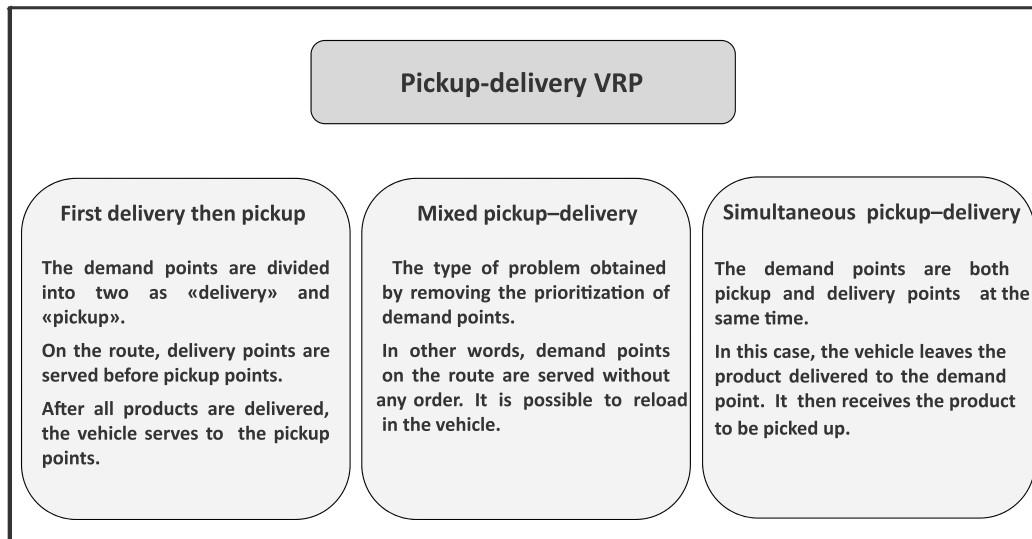 Pickup-delivery VRP
First delivery then pickup
The demand points are divided
into two as «delivery» and
«pickup».
On the route, delivery points are
served before pickup points.
After all products are delivered,
the vehicle serves to the pickup
points.
Mixed pickup–delivery
The type of problem obtained
by removing the prioritization of
demand points.
In other words, demand points
on the route are served without
any order. It is possible to reload
in the vehicle.
Simultaneous pickup–delivery
The demand points are both
pickup and delivery points at the
same time.
In this case, the vehicle leaves the
product delivered to the demand
point. It then receives the product
to be picked up.